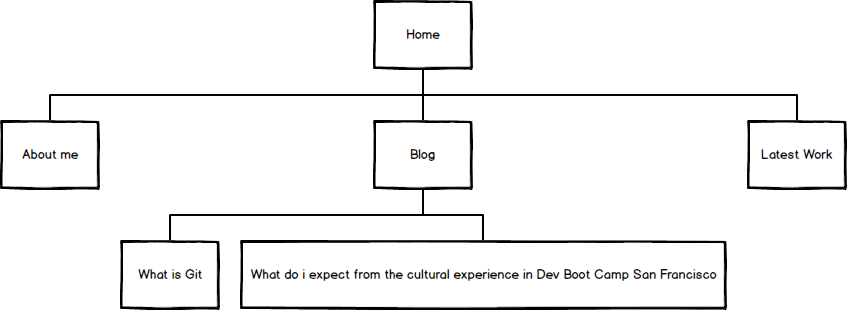 Home
About me
Blog
Latest Work
What is Git
What do i expect from the cultural experience in Dev Boot Camp San Francisco